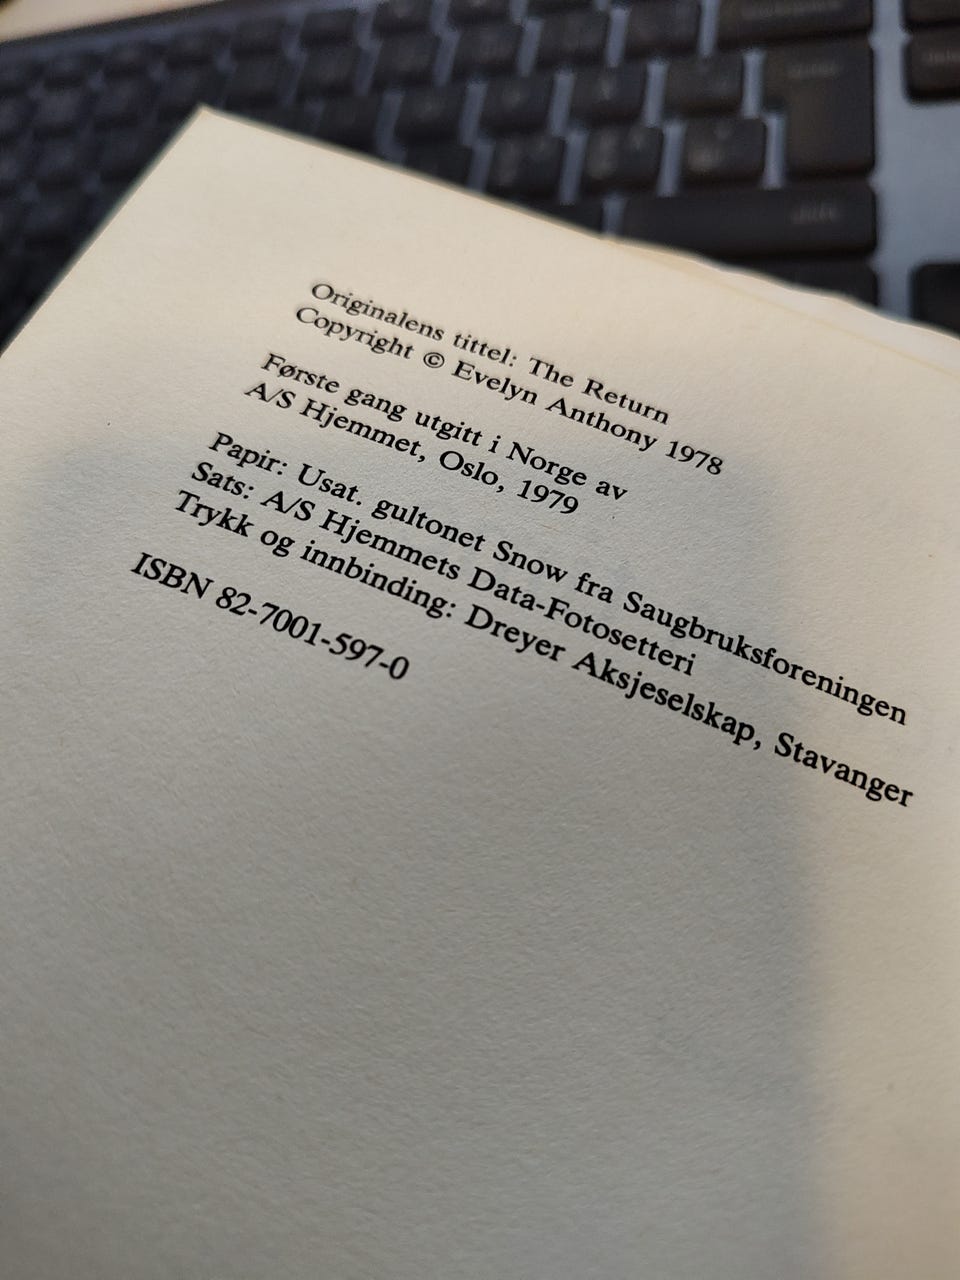 Originalens tittel: The Return
Copyright © Evelyn Anthony 1978
Første gang utgitt i Norge av
A/S Hjemmet, Oslo, 1979
Papir: Usat. gultonet Snow fra Saugbruksforeningen
Sats: A/S Hjemmets Data-Fotosetteri
Trykk og innbinding: Dreyer Aksjeselskap, Stavanger
ISBN 82-7001-597-0